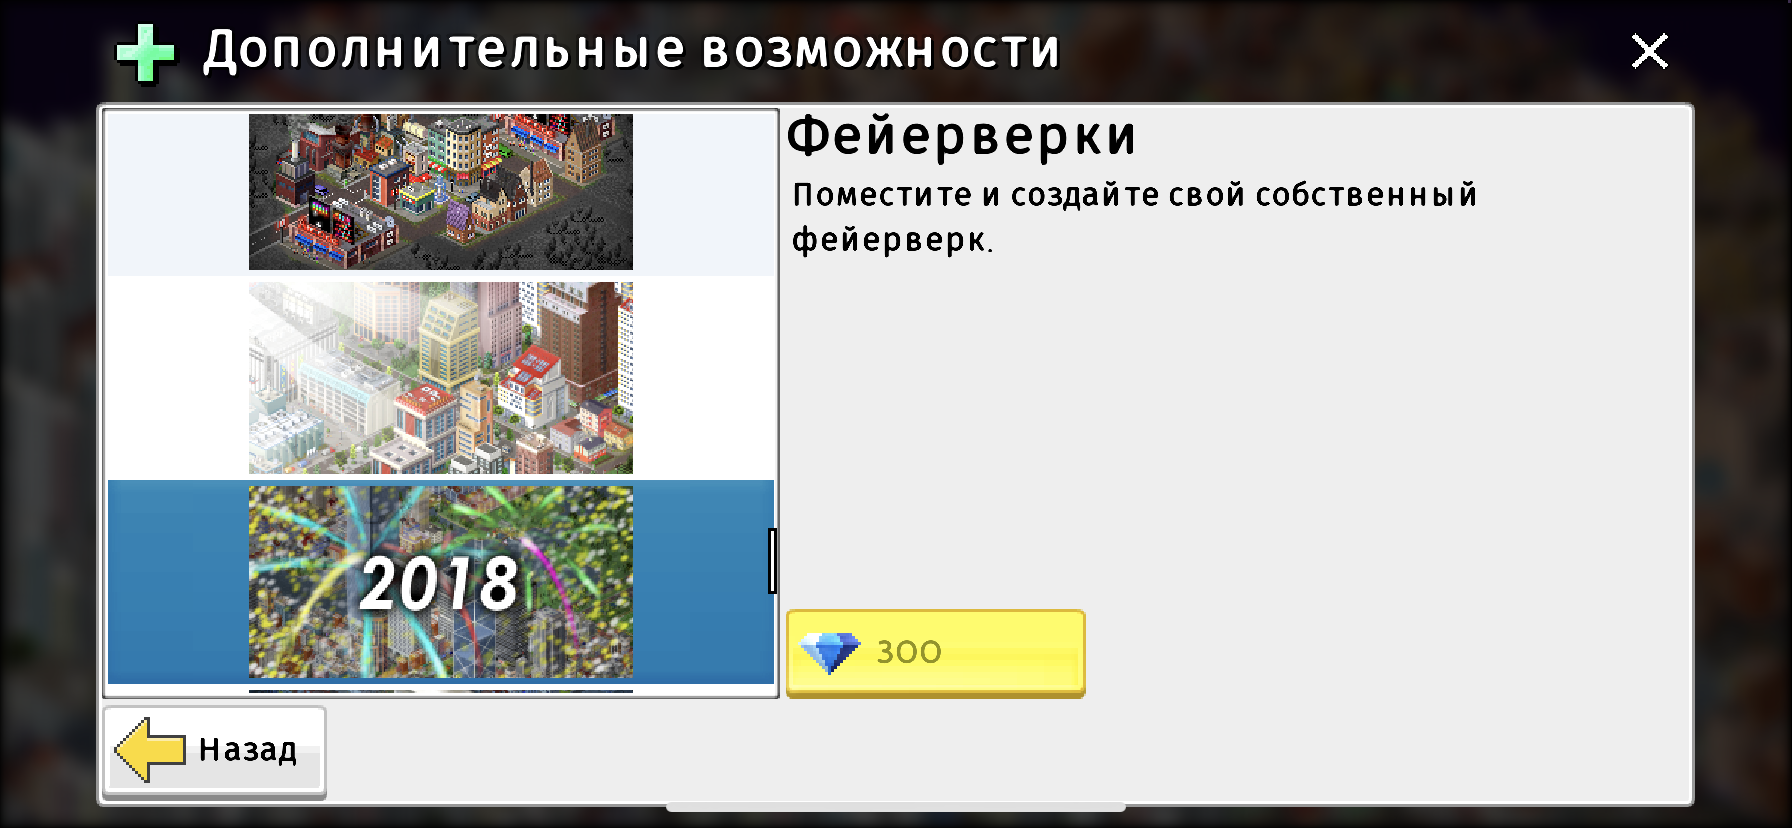 Дополнительные возможности
Фейерверки
Поместите и создайте свой собственный
фейерверк.
2018
300
Назад